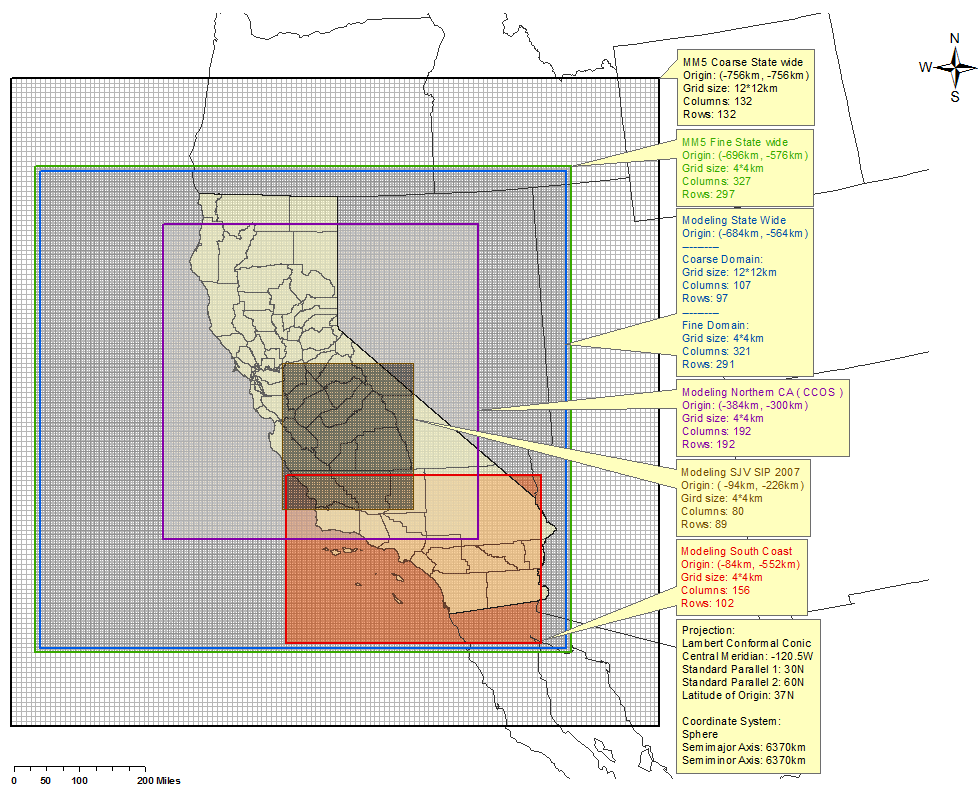 N
W
S
MM5 Coarse State wide
Origin: (-756km, -756km)
Grid size: 12*12km
Columns: 132
Rows: 132
MM5 Fine State wide
Origin: (-696km, -576km)
Grid size: 4*4km
Columns: 327
Rows: 297
Modeling State Wide
Origin: (-684km, -564km)
----------
Coarse Domain:
Grid size: 12*12km
Columns: 107
Rows: 97
----------
Fine Domain:
Grid size: 4*4km
Columns: 321
Rows: 291
Modeling Northern CA ( CCOS )
Origin: (-384km, -300km)
Grid size: 4*4km
Columns: 192
Rows: 192
Modeling SJV SIP 2007
Origin: ( -94km, -226km)
Gird size: 4*4km
Columns: 80
Rows: 89
Modeling South Coast
Origin: (-84km, -552km)
Grid size: 4*4km
Columns: 156
Rows: 102
Projection:
Lambert Conformal Conic
Central Meridian: -120.5W
Standard Parallel 1: 30N
Standard Parallel 2: 60N
Latitude of Origin: 37N
Coordinate System:
Sphere
Semimajor Axis: 6370km
Semiminor Axis: 6370km
0 50 100 200 Miles